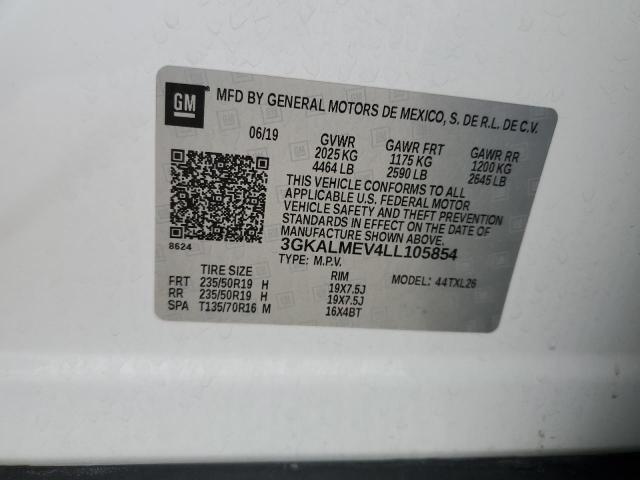 GM MFD BY GENERAL MOTORS DE MEXICO, S. DE R.L. DE C.V.
06/19 GVWR GAWR FRT GAWR RR
2025 KG 1175 KG 1200 KG
4464 LB 2590 LB 2645 LB
THIS VEHICLE CONFORMS TO ALL
APPLICABLE U.S. FEDERAL MOTOR
VEHICLE SAFETY AND THEFT PREVENTION
STANDARDS IN EFFECT ON THE DATE OF
MANUFACTURE SHOWN ABOVE.
8624 3GKALMEV4LL105854
TYPE: M.P.V. MODEL: 44TXL26
TIRE SIZE RIM
FRT 235/50R19 H 19X7.5J
RR 235/50R19 H 19X7.5J
SPA T135/70R16 M 16X4BT